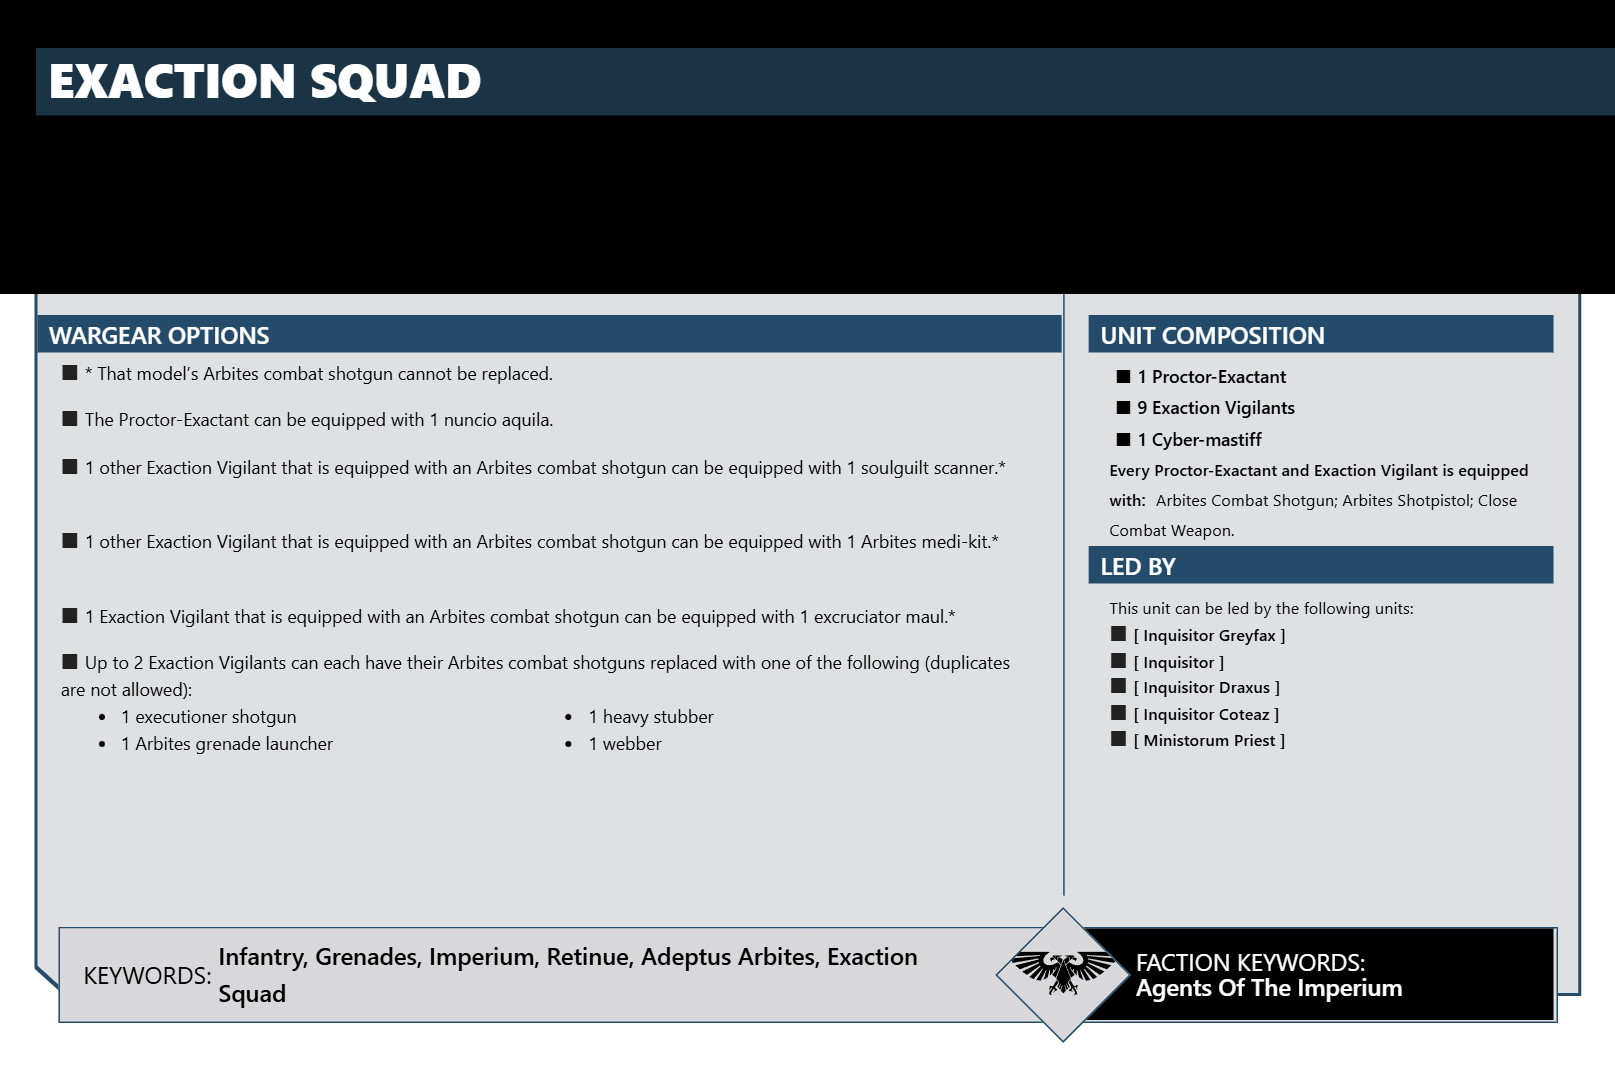 EXACTION SQUAD
WARGEAR OPTIONS
■ * That model's Arbites combat shotgun cannot be replaced.
■ The Proctor-Exactant can be equipped with 1 nuncio aquila.
■ 1 other Exaction Vigilant that is equipped with an Arbites combat shotgun can be equipped with 1 soulguilt scanner.*
■ 1 other Exaction Vigilant that is equipped with an Arbites combat shotgun can be equipped with 1 Arbites medi-kit.*
■ 1 Exaction Vigilant that is equipped with an Arbites combat shotgun can be equipped with 1 excruciator maul.*
■ Up to 2 Exaction Vigilants can each have their Arbites combat shotguns replaced with one of the following (duplicates
are not allowed):
• 1 executioner shotgun
• 1 Arbites grenade launcher
• 1 heavy stubber
• 1 webber
UNIT COMPOSITION
■ 1 Proctor-Exactant
■ 9 Exaction Vigilants
■ 1 Cyber-mastiff
Every Proctor-Exactant and Exaction Vigilant is equipped
with: Arbites Combat Shotgun; Arbites Shotpistol; Close
Combat Weapon.
LED BY
This unit can be led by the following units:
■ [ Inquisitor Greyfax ]
■ [ Inquisitor ]
■ [ Inquisitor Draxus ]
■ [ Inquisitor Coteaz ]
■ [ Ministorum Priest ]
KEYWORDS: Infantry, Grenades, Imperium, Retinue, Adeptus Arbites, Exaction
Squad
FACTION KEYWORDS:
Agents Of The Imperium